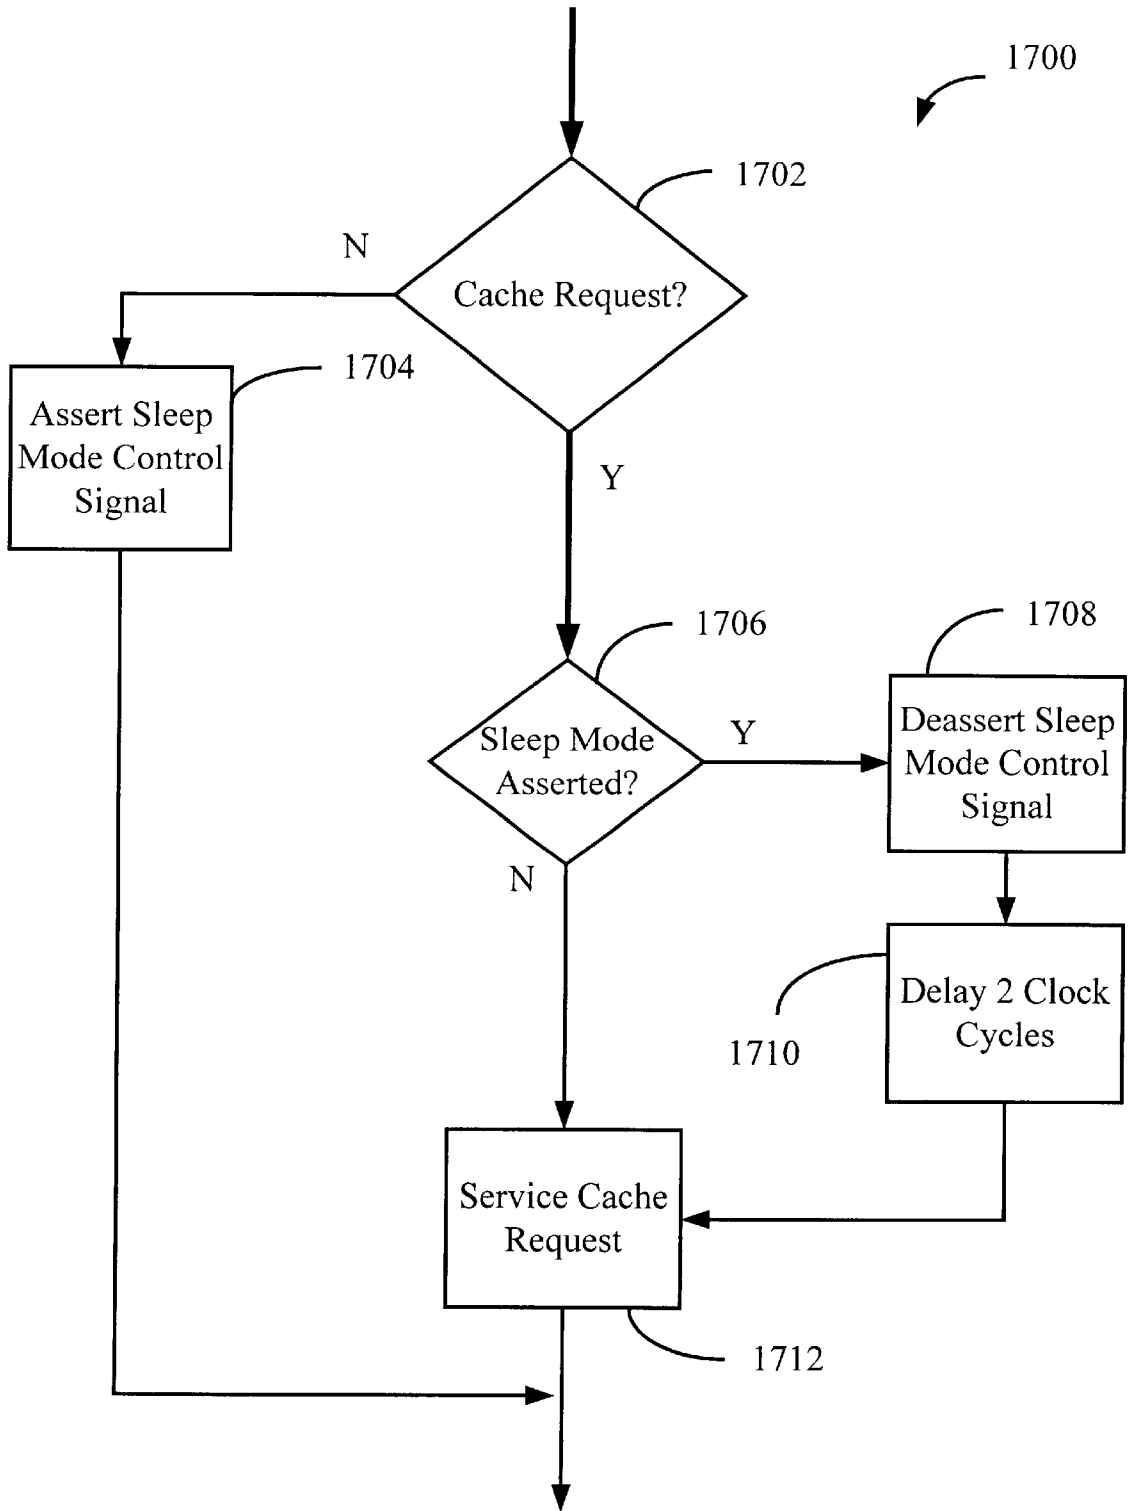 1700
1702
N
Cache Request?
1704
Assert Sleep
Mode Control
Signal
Y
1706
1708
Sleep Mode
Asserted?
Y
Deassert Sleep
Mode Control
Signal
N
Delay 2 Clock
Cycles
1710
Service Cache
Request
1712